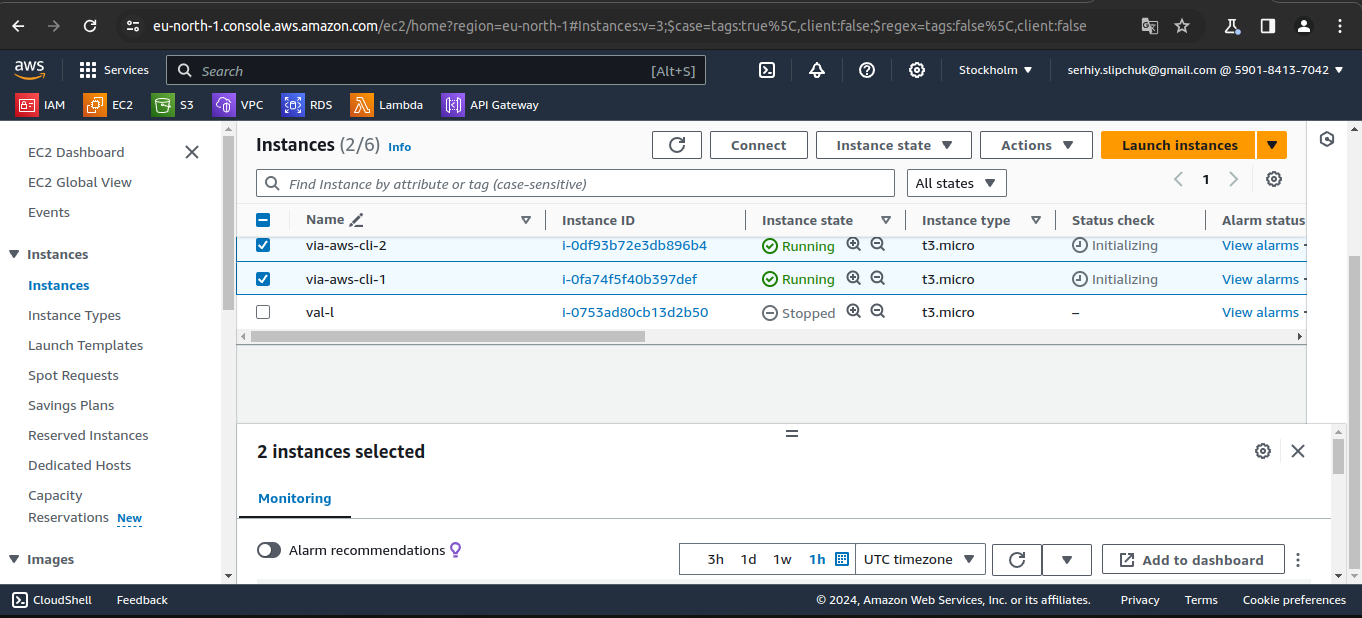 eu-north-1.console.aws.amazon.com/ec2/home?region=eu-north-1#Instances:v=3;$case=tags:true%5C,client:false;$regex=tags:false%5C,client:false
aws Services Search [Alt+S] Stockholm serhiy.slipchuk@gmail.com @ 5901-8413-7042
IAM EC2 S3 VPC RDS Lambda API Gateway
EC2 Dashboard
EC2 Global View
Events
Instances
Instances
Instance Types
Launch Templates
Spot Requests
Savings Plans
Reserved Instances
Dedicated Hosts
Capacity
Reservations New
Images
Instances (2/6) Info Connect Instance state Actions Launch instances
Find Instance by attribute or tag (case-sensitive) All states 1
Name Instance ID Instance state Instance type Status check Alarm status
via-aws-cli-2 i-0df93b72e3db896b4 Running t3.micro Initializing View alarms
via-aws-cli-1 i-0fa74f5f40b397def Running t3.micro Initializing View alarms
val-l i-0753ad80cb13d2b50 Stopped t3.micro – View alarms
2 instances selected
Monitoring
Alarm recommendations 3h 1d 1w 1h UTC timezone Add to dashboard
CloudShell Feedback © 2024, Amazon Web Services, Inc. or its affiliates. Privacy Terms Cookie preferences